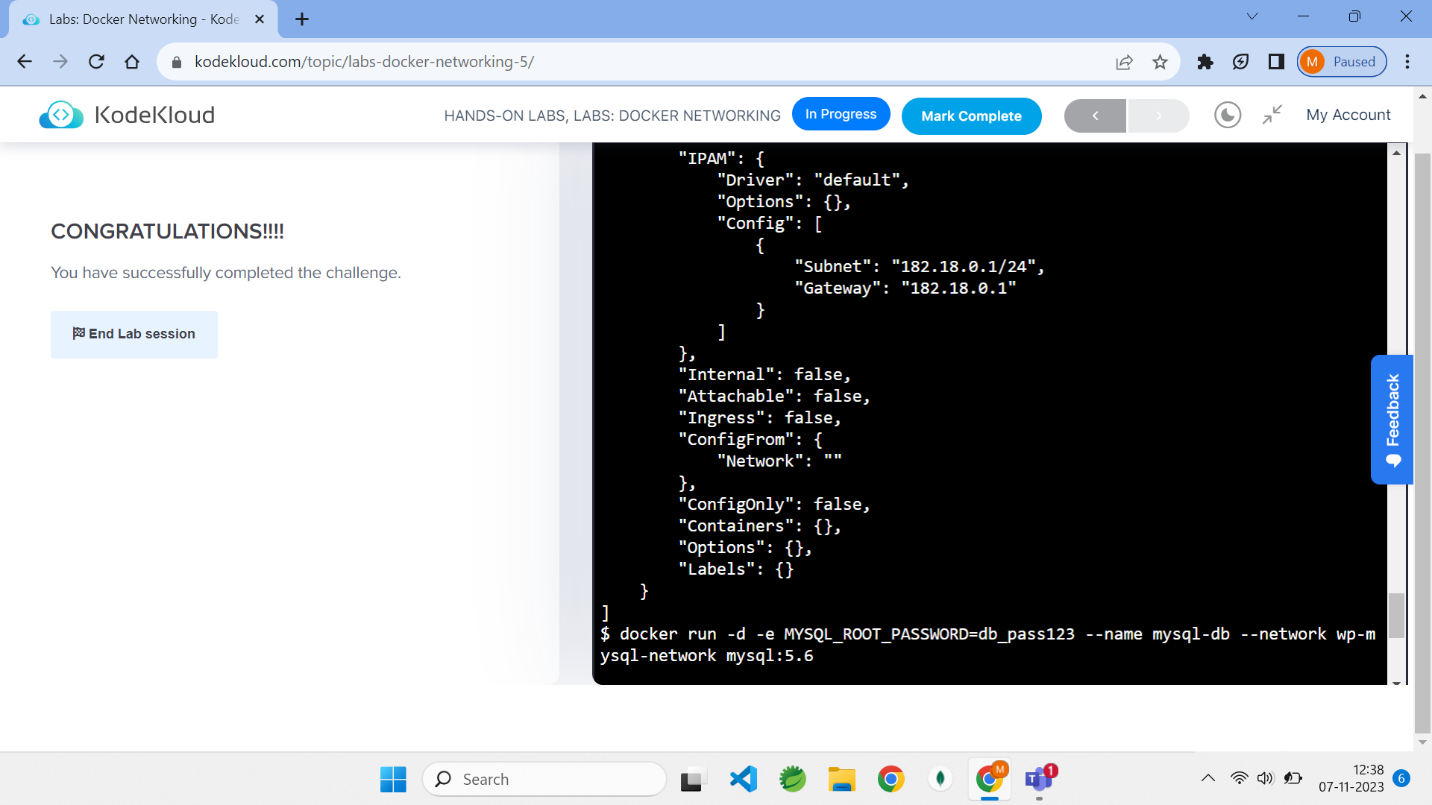 Labs: Docker Networking - Kode
kodekloud.com/topic/labs-docker-networking-5/
M Paused
KodeKloud
HANDS-ON LABS, LABS: DOCKER NETWORKING
In Progress
Mark Complete
My Account
CONGRATULATIONS!!!!
You have successfully completed the challenge.
End Lab session
"IPAM": {
"Driver": "default",
"Options": {},
"Config": [
{
"Subnet": "182.18.0.1/24",
"Gateway": "182.18.0.1"
}
]
},
"Internal": false,
"Attachable": false,
"Ingress": false,
"ConfigFrom": {
"Network": ""
},
"ConfigOnly": false,
"Containers": {},
"Options": {},
"Labels": {}
}
]
$ docker run -d -e MYSQL_ROOT_PASSWORD=db_pass123 --name mysql-db --network wp-m
ysql-network mysql:5.6
Feedback
Search
M
T 1
12:38
07-11-2023
6